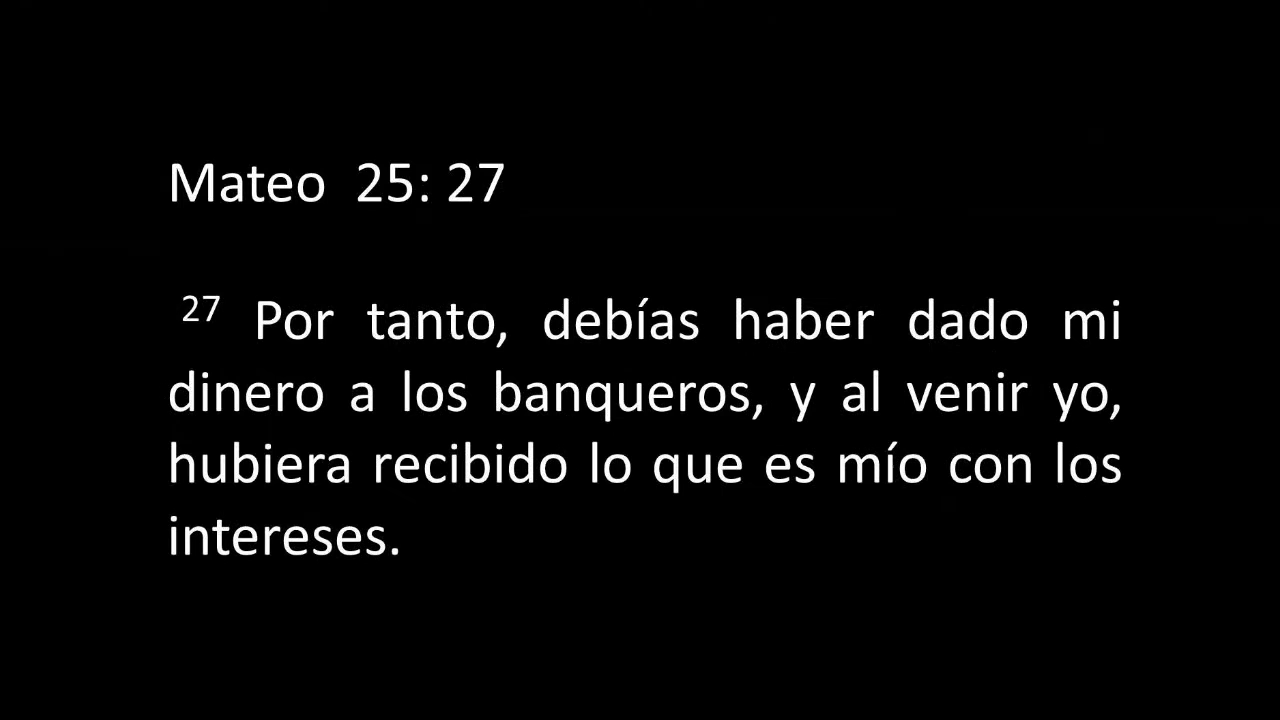 Mateo 25: 27
27 Por tanto, debías haber dado mi
dinero a los banqueros, y al venir yo,
hubiera recibido lo que es mío con los
intereses.